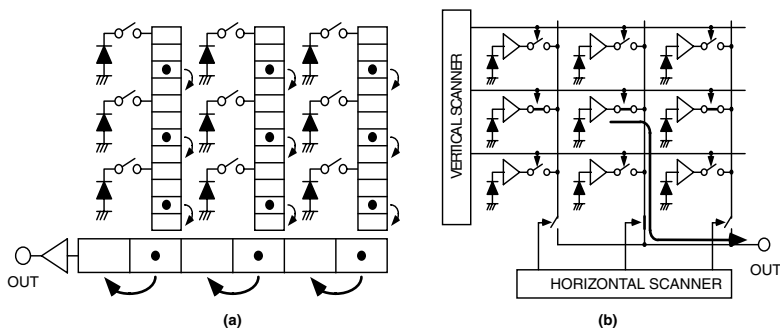 VERTICAL SCANNER
OUT
OUT
HORIZONTAL SCANNER
(a)
(b)